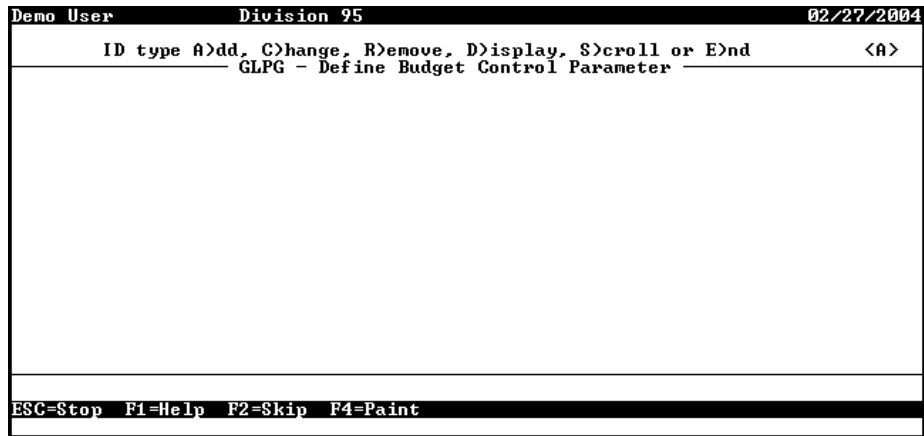 Demo User Division 95 02/27/2004
ID type A)dd, C)hange, R)emove, D)isplay, S)croll or E)nd <A>
GLPG - Define Budget Control Parameter
ESC=Stop F1=Help F2=Skip F4=Paint